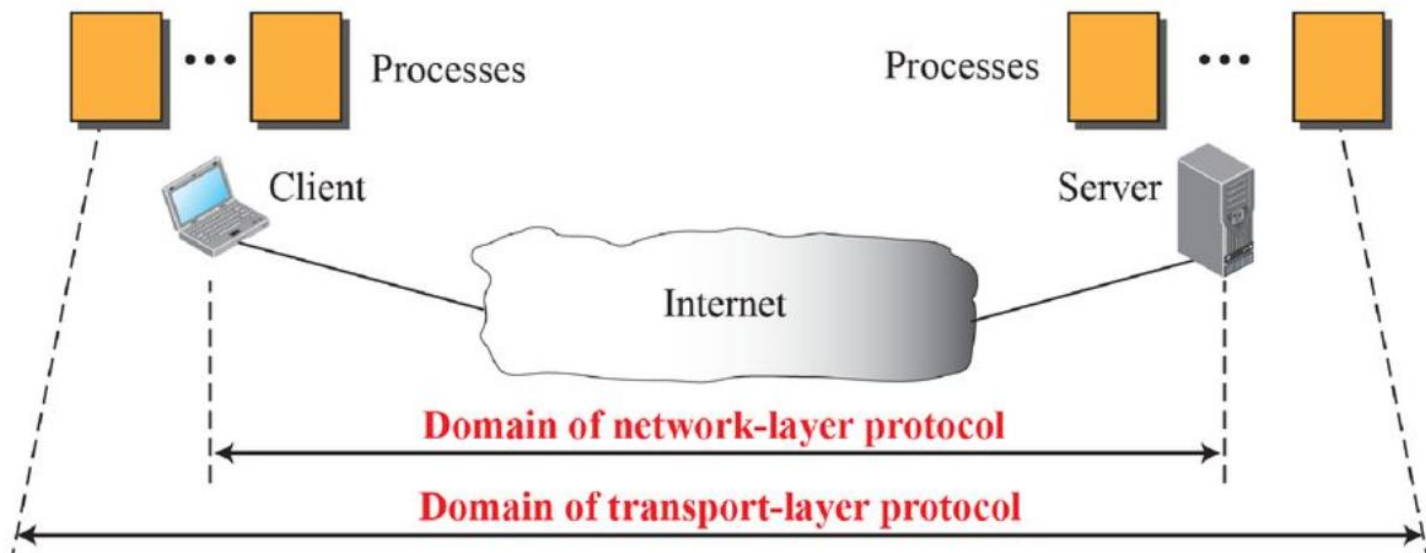 Processes
Processes
Client
Server
Internet
Domain of network-layer protocol
Domain of transport-layer protocol